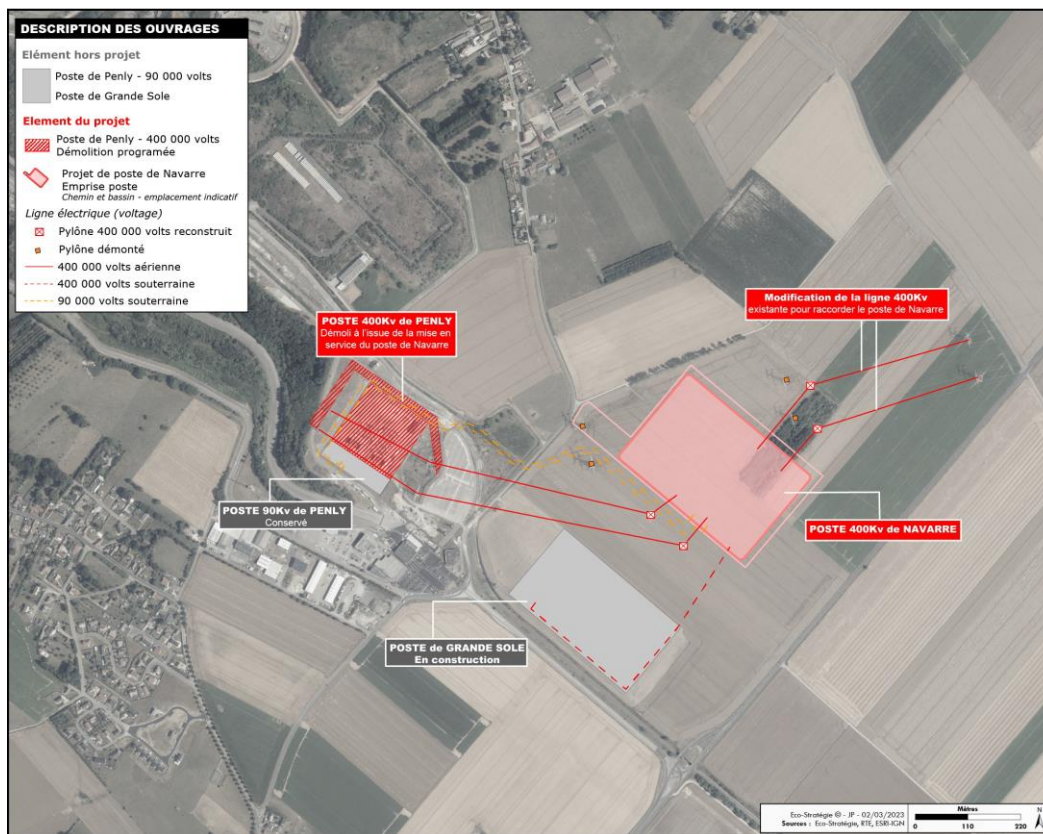 DESCRIPTION DES OUVRAGES
Elément hors projet
Poste de Penly - 90 000 volts
Poste de Grande Sole
Element du projet
Poste de Penly - 400 000 volts
Démolition programée
Projet de poste de Navarre
Emprise poste
Chemin et bassin - emplacement indicatif
Ligne électrique (voltage)
Pylône 400 000 volts reconstruit
Pylône démonté
400 000 volts aérienne
400 000 volts souterraine
90 000 volts souterraine
POSTE 400Kv de PENLY
Démoli à l'issue de la mise en
service du poste de Navarre
Modification de la ligne 400Kv
existante pour raccorder le poste de Navarre
POSTE 90Kv de PENLY
Conservé
POSTE 400Kv de NAVARRE
POSTE de GRANDE SOLE
En construction
Eco-Stratégie © - JP - 02/03/2023
Sources : Eco-Stratégie, RTE, ESRI-IGN
Mètres
0 110 220
N